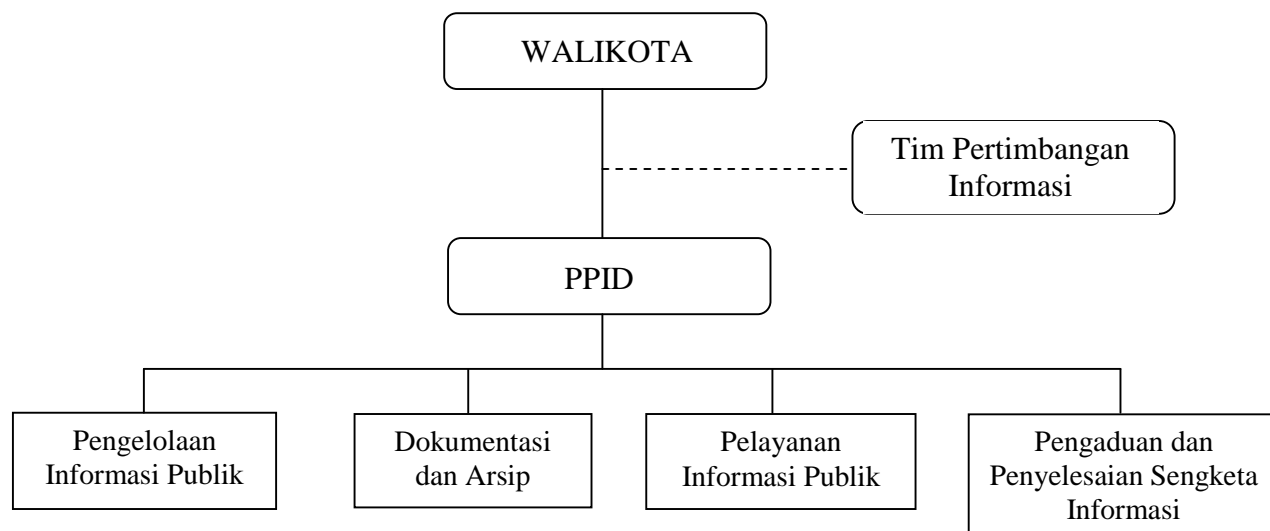 WALIKOTA
Tim Pertimbangan
Informasi
PPID
Pengelolaan
Informasi Publik
Dokumentasi
dan Arsip
Pelayanan
Informasi Publik
Pengaduan dan
Penyelesaian Sengketa
Informasi